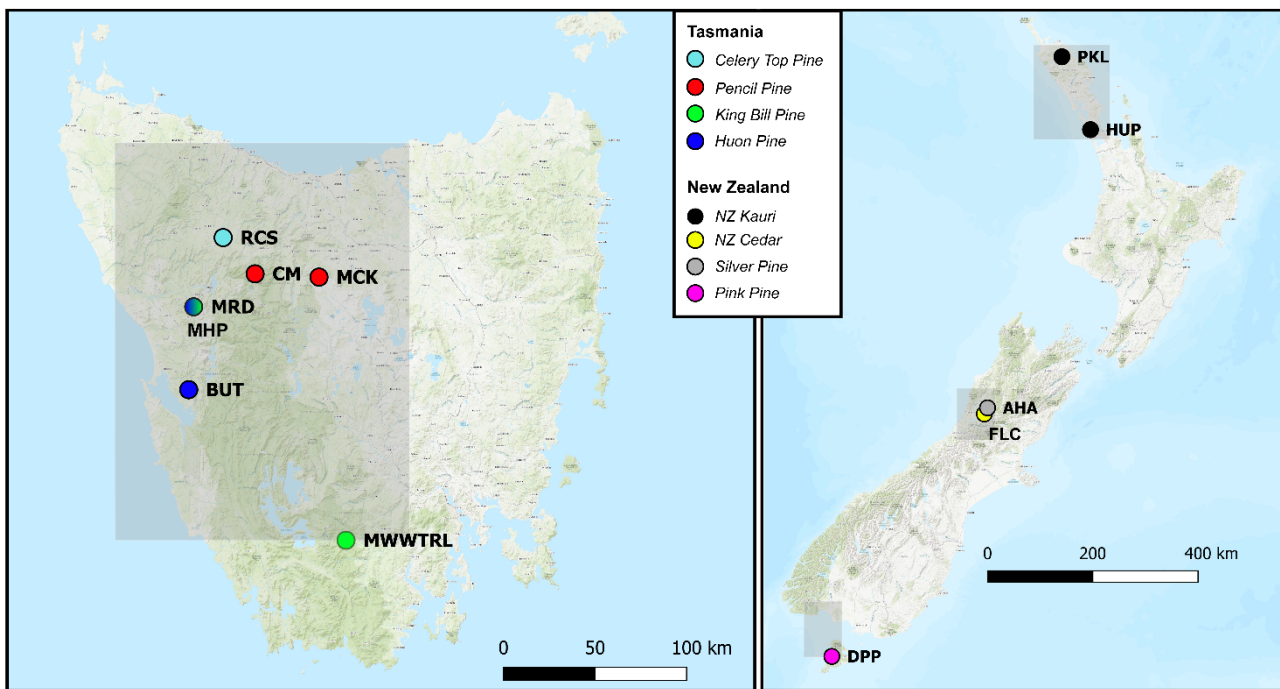 RCS
CM
MCK
MRD
MHP
BUT
MWWTRL
0 50 100 km
Tasmania
Celery Top Pine
Pencil Pine
King Bill Pine
Huon Pine
New Zealand
NZ Kauri
NZ Cedar
Silver Pine
Pink Pine
PKL
HUP
AHA
FLC
0 200 400 km
DPP